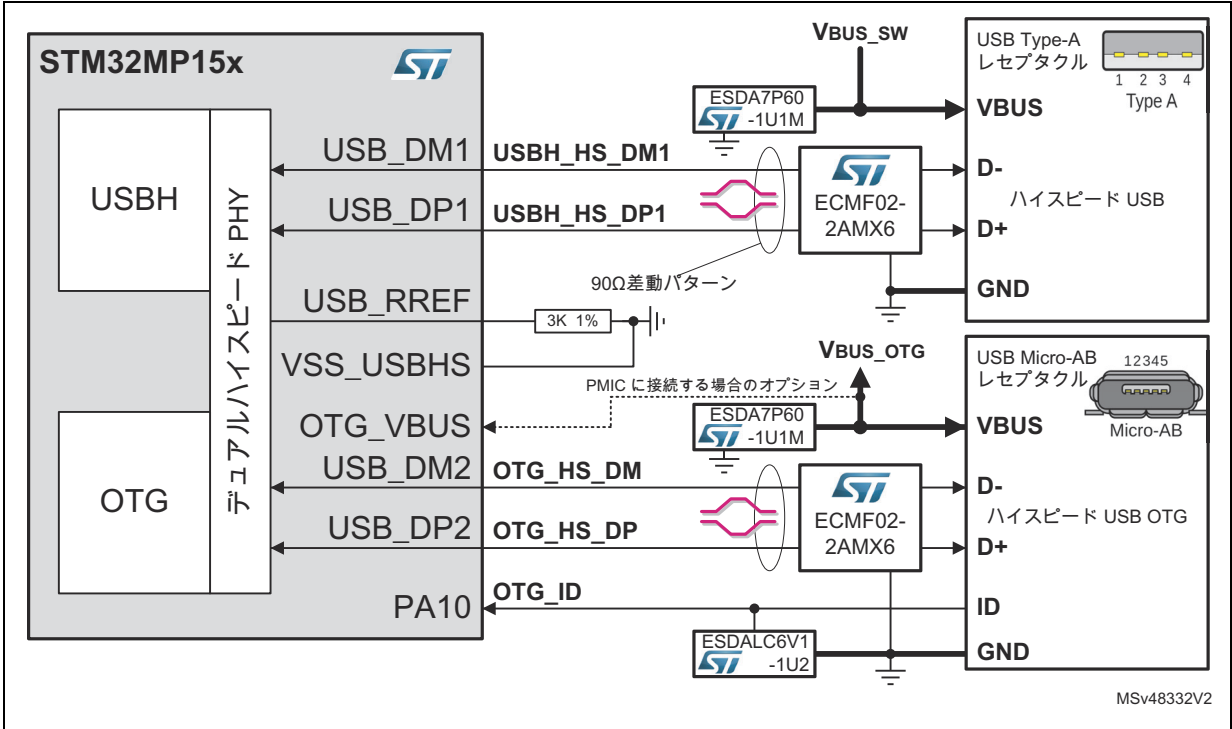 STM32MP15x
USBH
OTG
デュアルハイスピード PHY
USB_DM1
USB_DP1
USB_RREF
VSS_USBHS
OTG_VBUS
USB_DM2
USB_DP2
PA10
USBH_HS_DM1
USBH_HS_DP1
90Ω差動パターン
3K 1%
PMIC に接続する場合のオプション
OTG_HS_DM
OTG_HS_DP
OTG_ID
VBUS_SW
ESDA7P60
-1U1M
ECMF02-
2AMX6
USB Type-A
レセプタクル
1 2 3 4
Type A
VBUS
D-
ハイスピード USB
D+
GND
VBUS_OTG
ESDA7P60
-1U1M
ECMF02-
2AMX6
ESDALC6V1
-1U2
USB Micro-AB
レセプタクル
12345
Micro-AB
VBUS
D-
ハイスピード USB OTG
D+
ID
GND
MSv48332V2